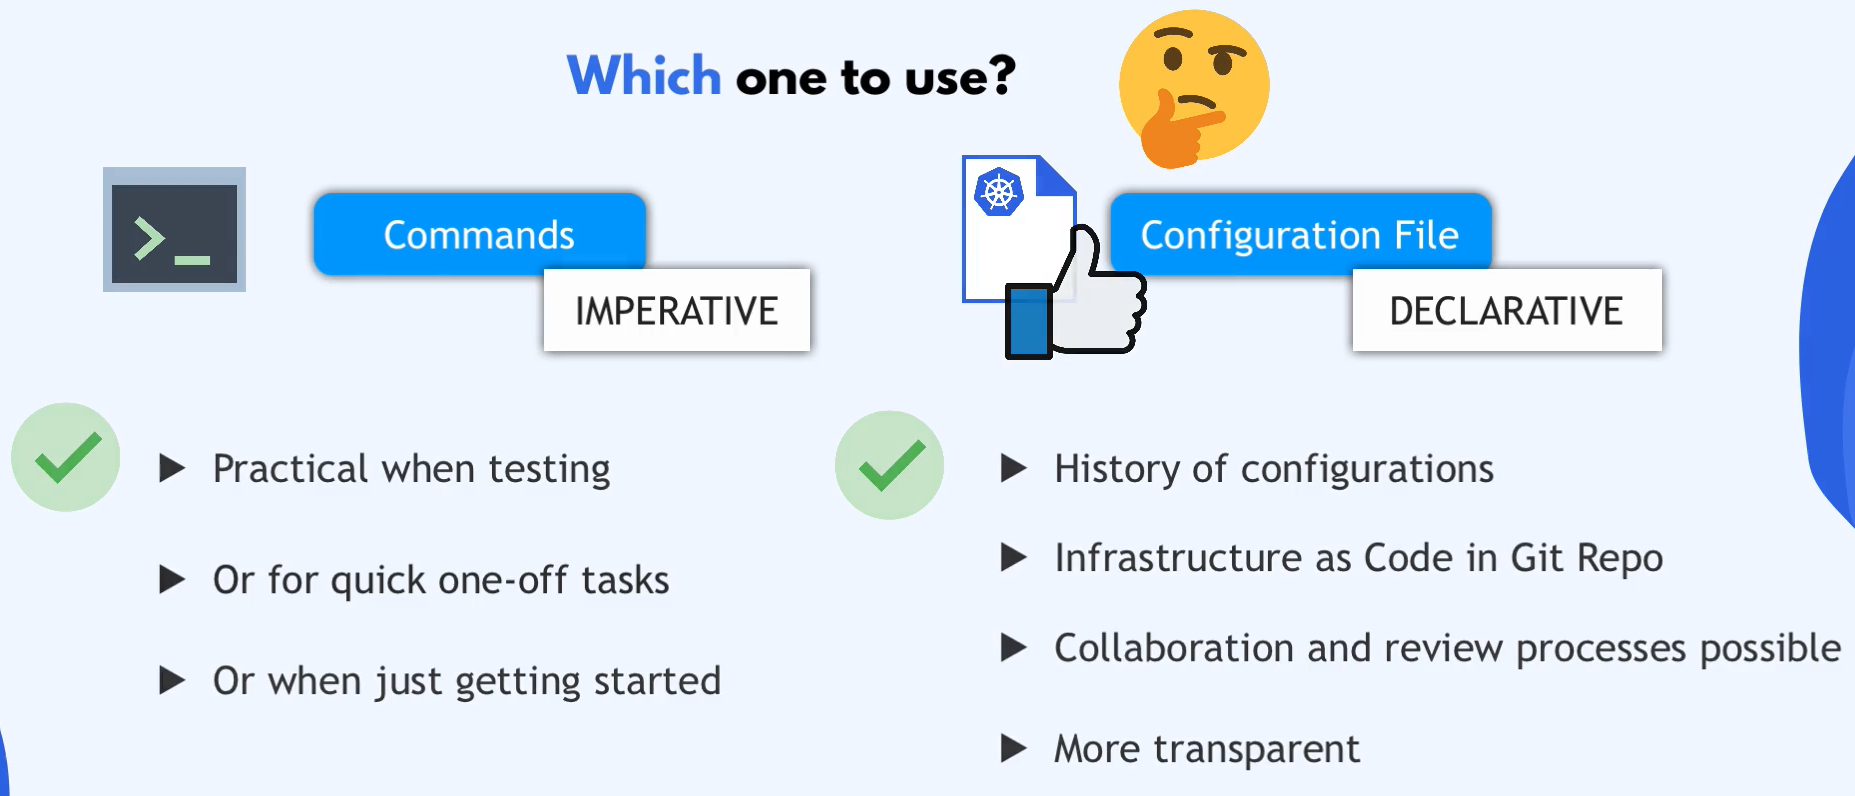 Which one to use?
Commands
IMPERATIVE
Practical when testing
Or for quick one-off tasks
Or when just getting started
Configuration File
DECLARATIVE
History of configurations
Infrastructure as Code in Git Repo
Collaboration and review processes possible
More transparent